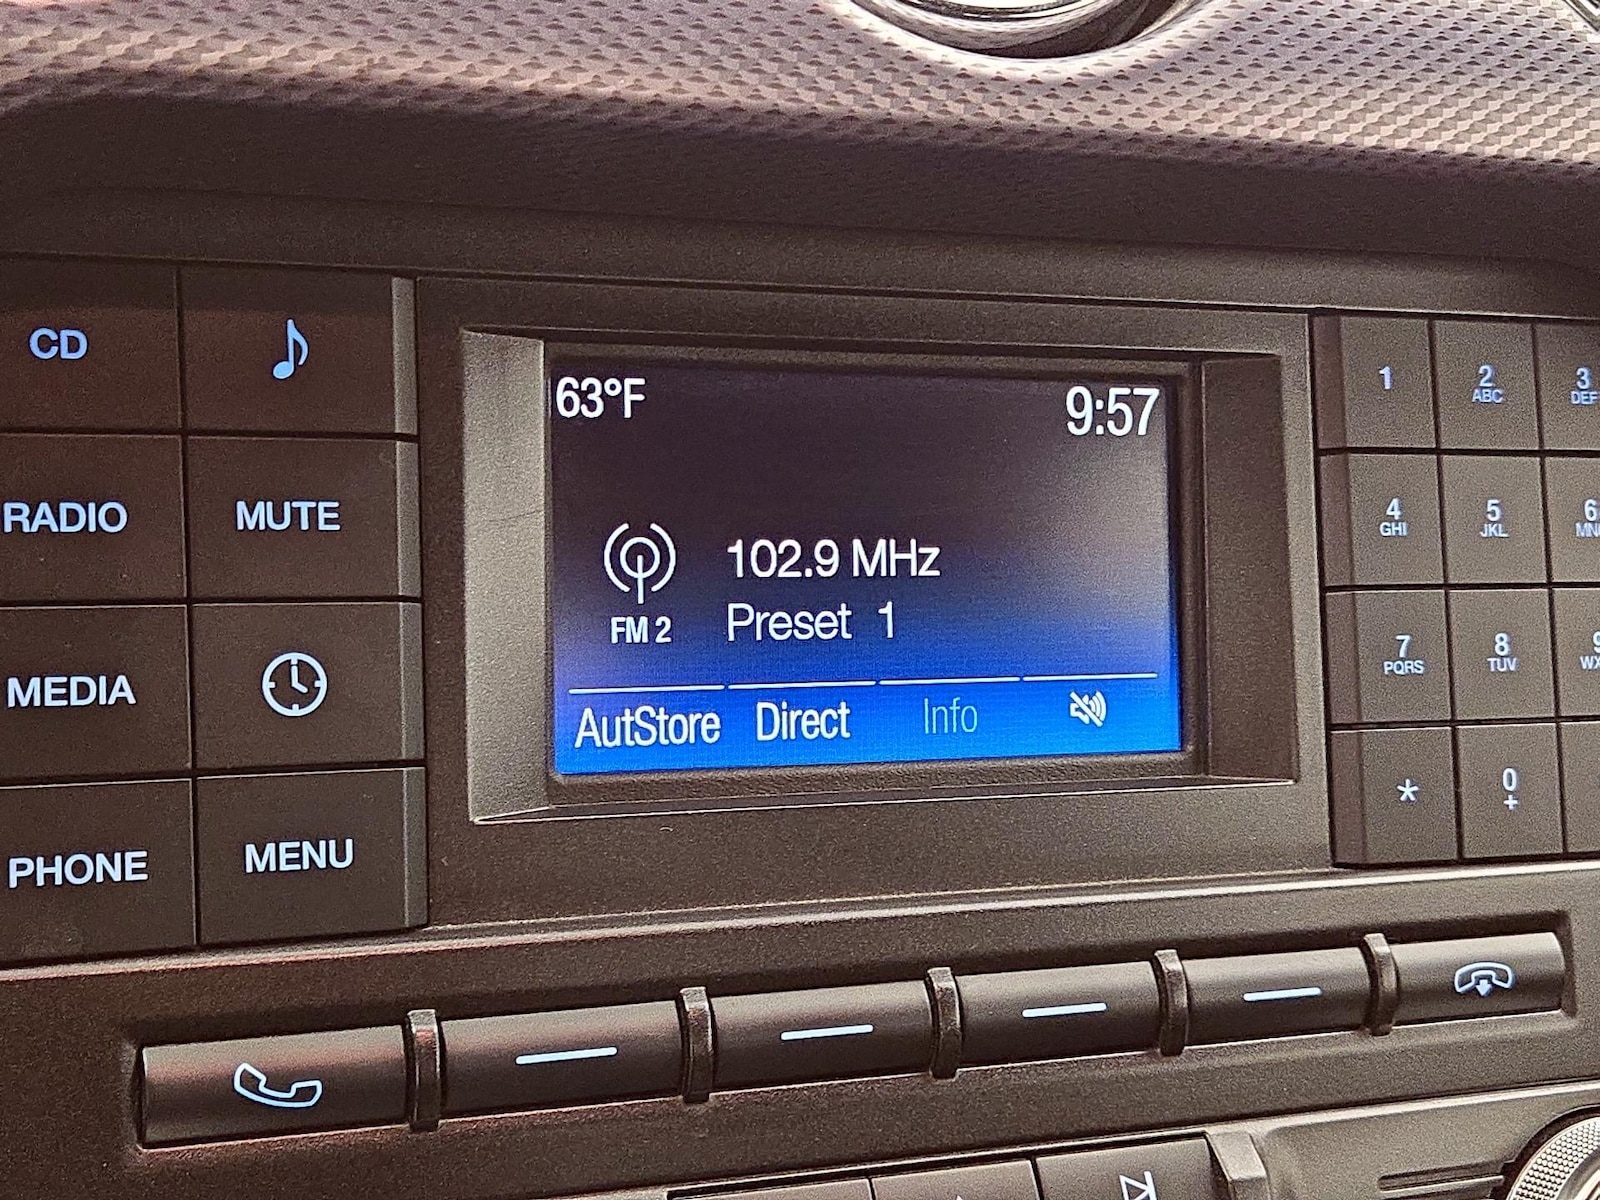 CD
RADIO
MUTE
MEDIA
PHONE
MENU
63°F
9:57
102.9 MHz
FM 2
Preset 1
AutStore
Direct
Info
1
2
ABC
3
DEF
4
GHI
5
JKL
6
7
PQRS
8
TUV
*
0
+